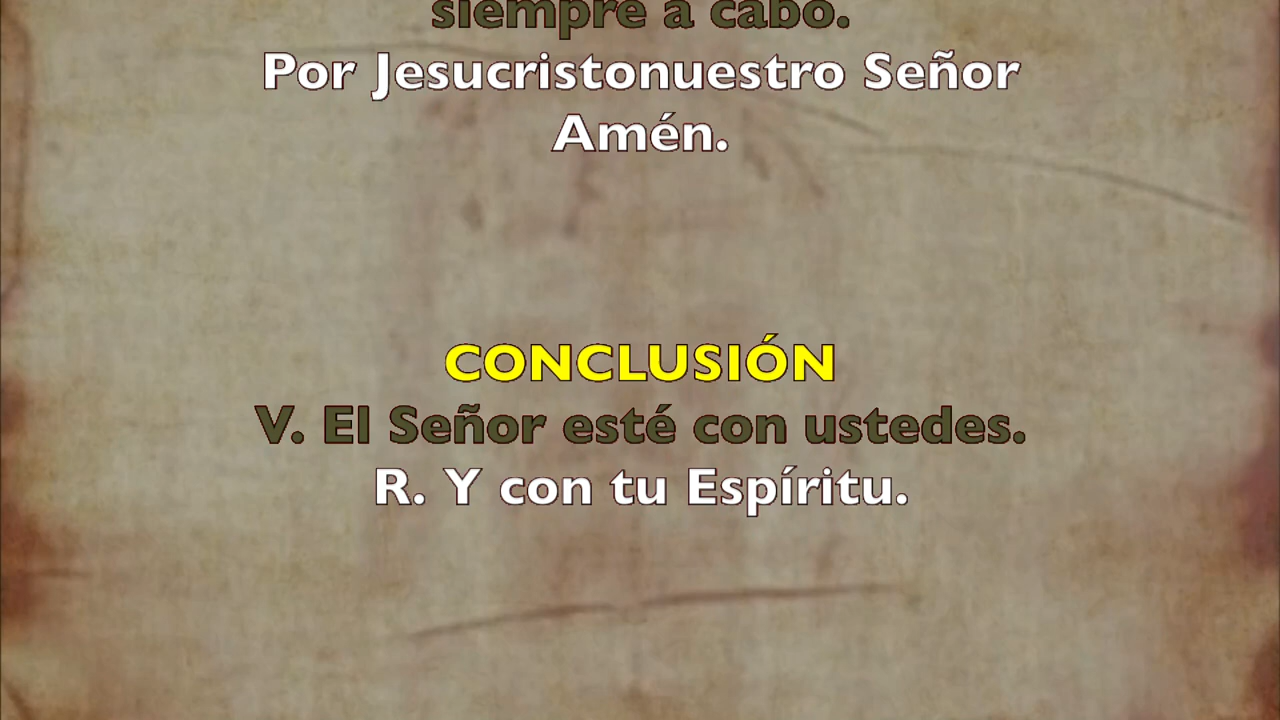 siempre a cabo.
Por Jesucristonuestro Señor
Amén.
CONCLUSIÓN
V. El Señor esté con ustedes.
R. Y con tu Espíritu.